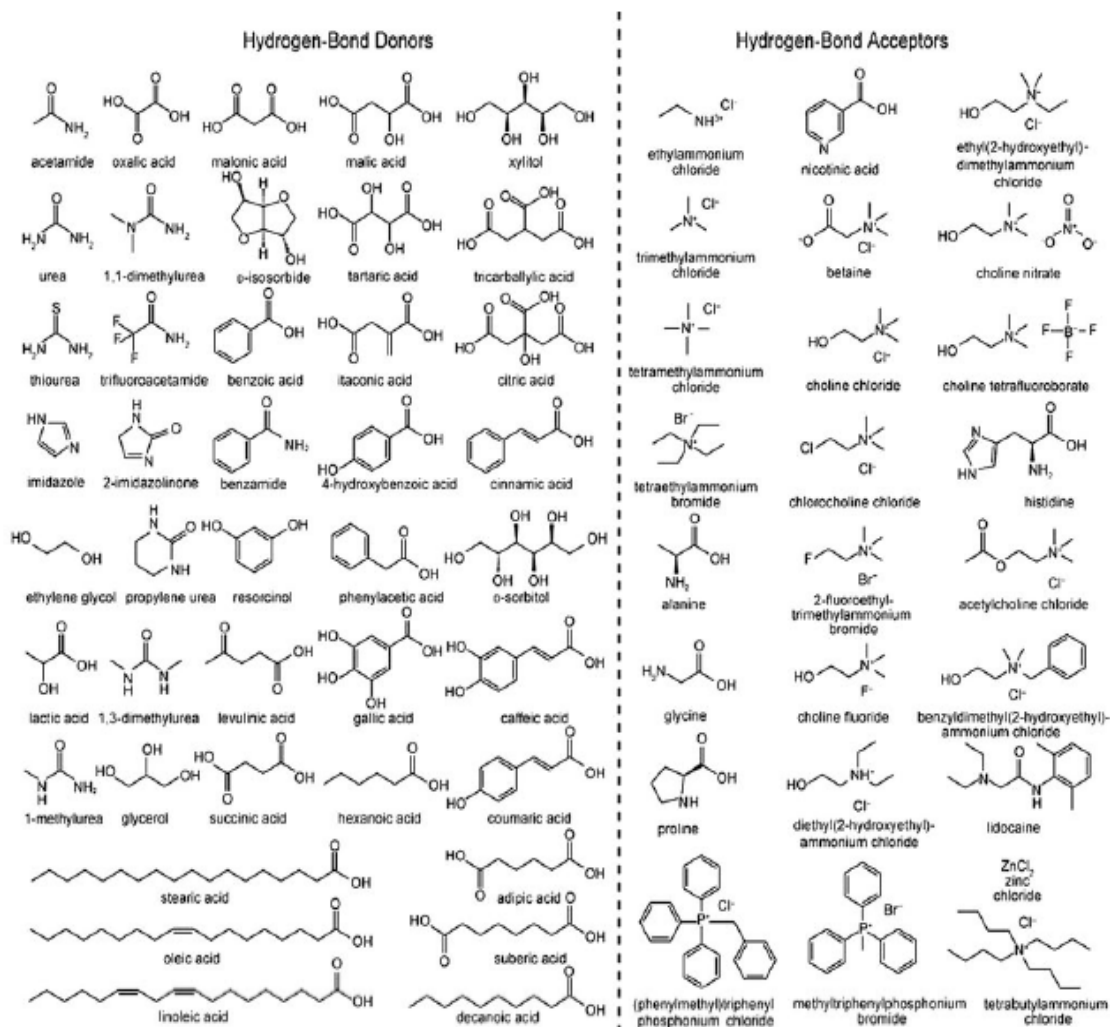 Hydrogen-Bond Donors
acetamide
oxalic acid
malonic acid
malic acid
xylitol
urea
1,1-dimethylurea
D-isosorbide
tartaric acid
tricarballylic acid
thiourea
trifluoroacetamide
benzoic acid
itaconic acid
citric acid
imidazole
2-imidazolinone
benzamide
4-hydroxybenzoic acid
cinnamic acid
ethylene glycol
propylene urea
resorcinol
phenylacetic acid
D-sorbitol
lactic acid
1,3-dimethylurea
levulinic acid
gallic acid
caffeic acid
1-methylurea
glycerol
succinic acid
hexanoic acid
coumaric acid
stearic acid
adipic acid
oleic acid
suberic acid
linoleic acid
decanoic acid
Hydrogen-Bond Acceptors
ethylammonium
chloride
nicotinic acid
ethyl(2-hydroxyethyl)-
dimethylammonium
chloride
trimethylammonium
chloride
betaine
choline nitrate
tetramethylammonium
chloride
choline chloride
choline tetrafluoroborate
tetraethylammonium
bromide
chlorocholine chloride
histidine
alanine
2-fluoroethyl-
trimethylammonium
bromide
acetylcholine chloride
glycine
choline fluoride
benzyldimethyl(2-hydroxyethyl)-
ammonium chloride
proline
diethyl(2-hydroxyethyl)-
ammonium chloride
lidocaine
ZnCl2
zinc
chloride
(phenylmethyl)triphenyl
phosphonium chloride
methyltriphenylphosphonium
bromide
tetrabutylammonium
chloride